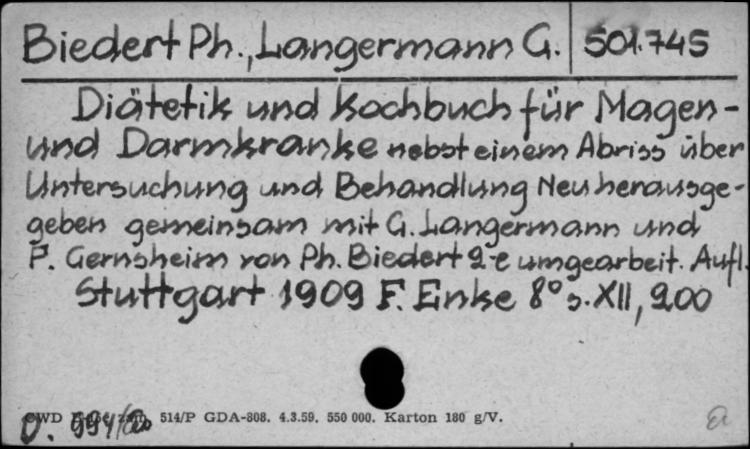 Biedert Ph., Langermann G. 501.745
Diätetik und Kochbuch für Magen-
und Darmkranke nebst einem Abriss über
Untersuchung und Behandlung Neu herausge-
geben gemeinsam mit G. Langermann und
P. Gernsheim von Ph. Biedert 2-e umgearbeit. Aufl.
Stuttgart 1909 F. Enke 8° s. XII, 200
514/P GDA-808. 4.3.59. 550 000. Karton 180 g/V.